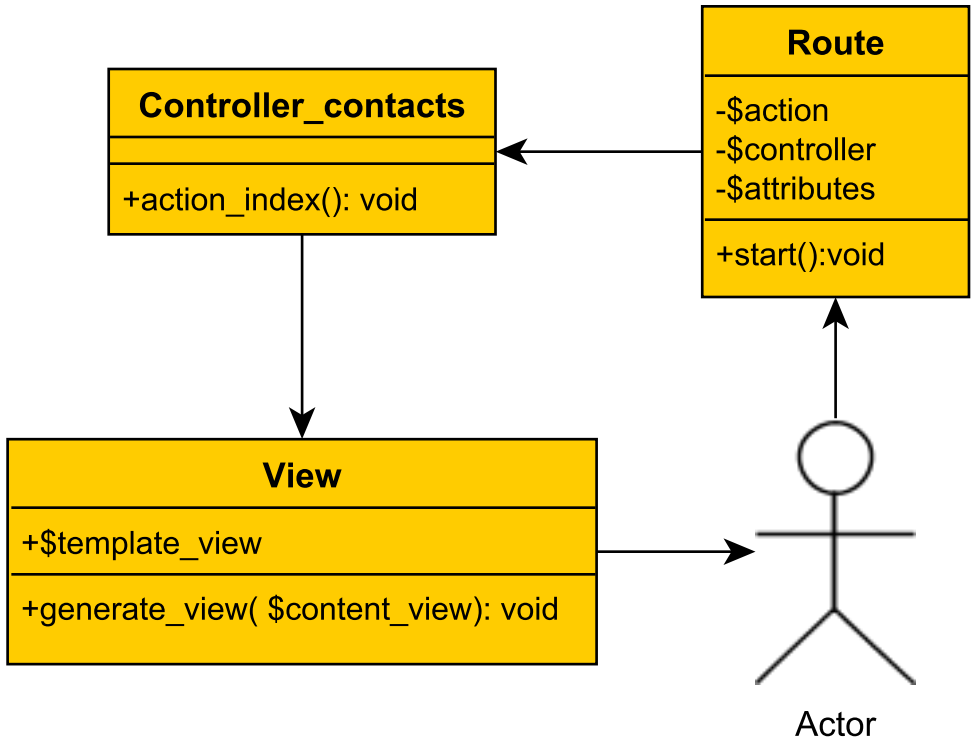 Route
-$action
-$controller
-$attributes
+start():void
Controller_contacts
+action_index(): void
View
+$template_view
+generate_view( $content_view): void
Actor